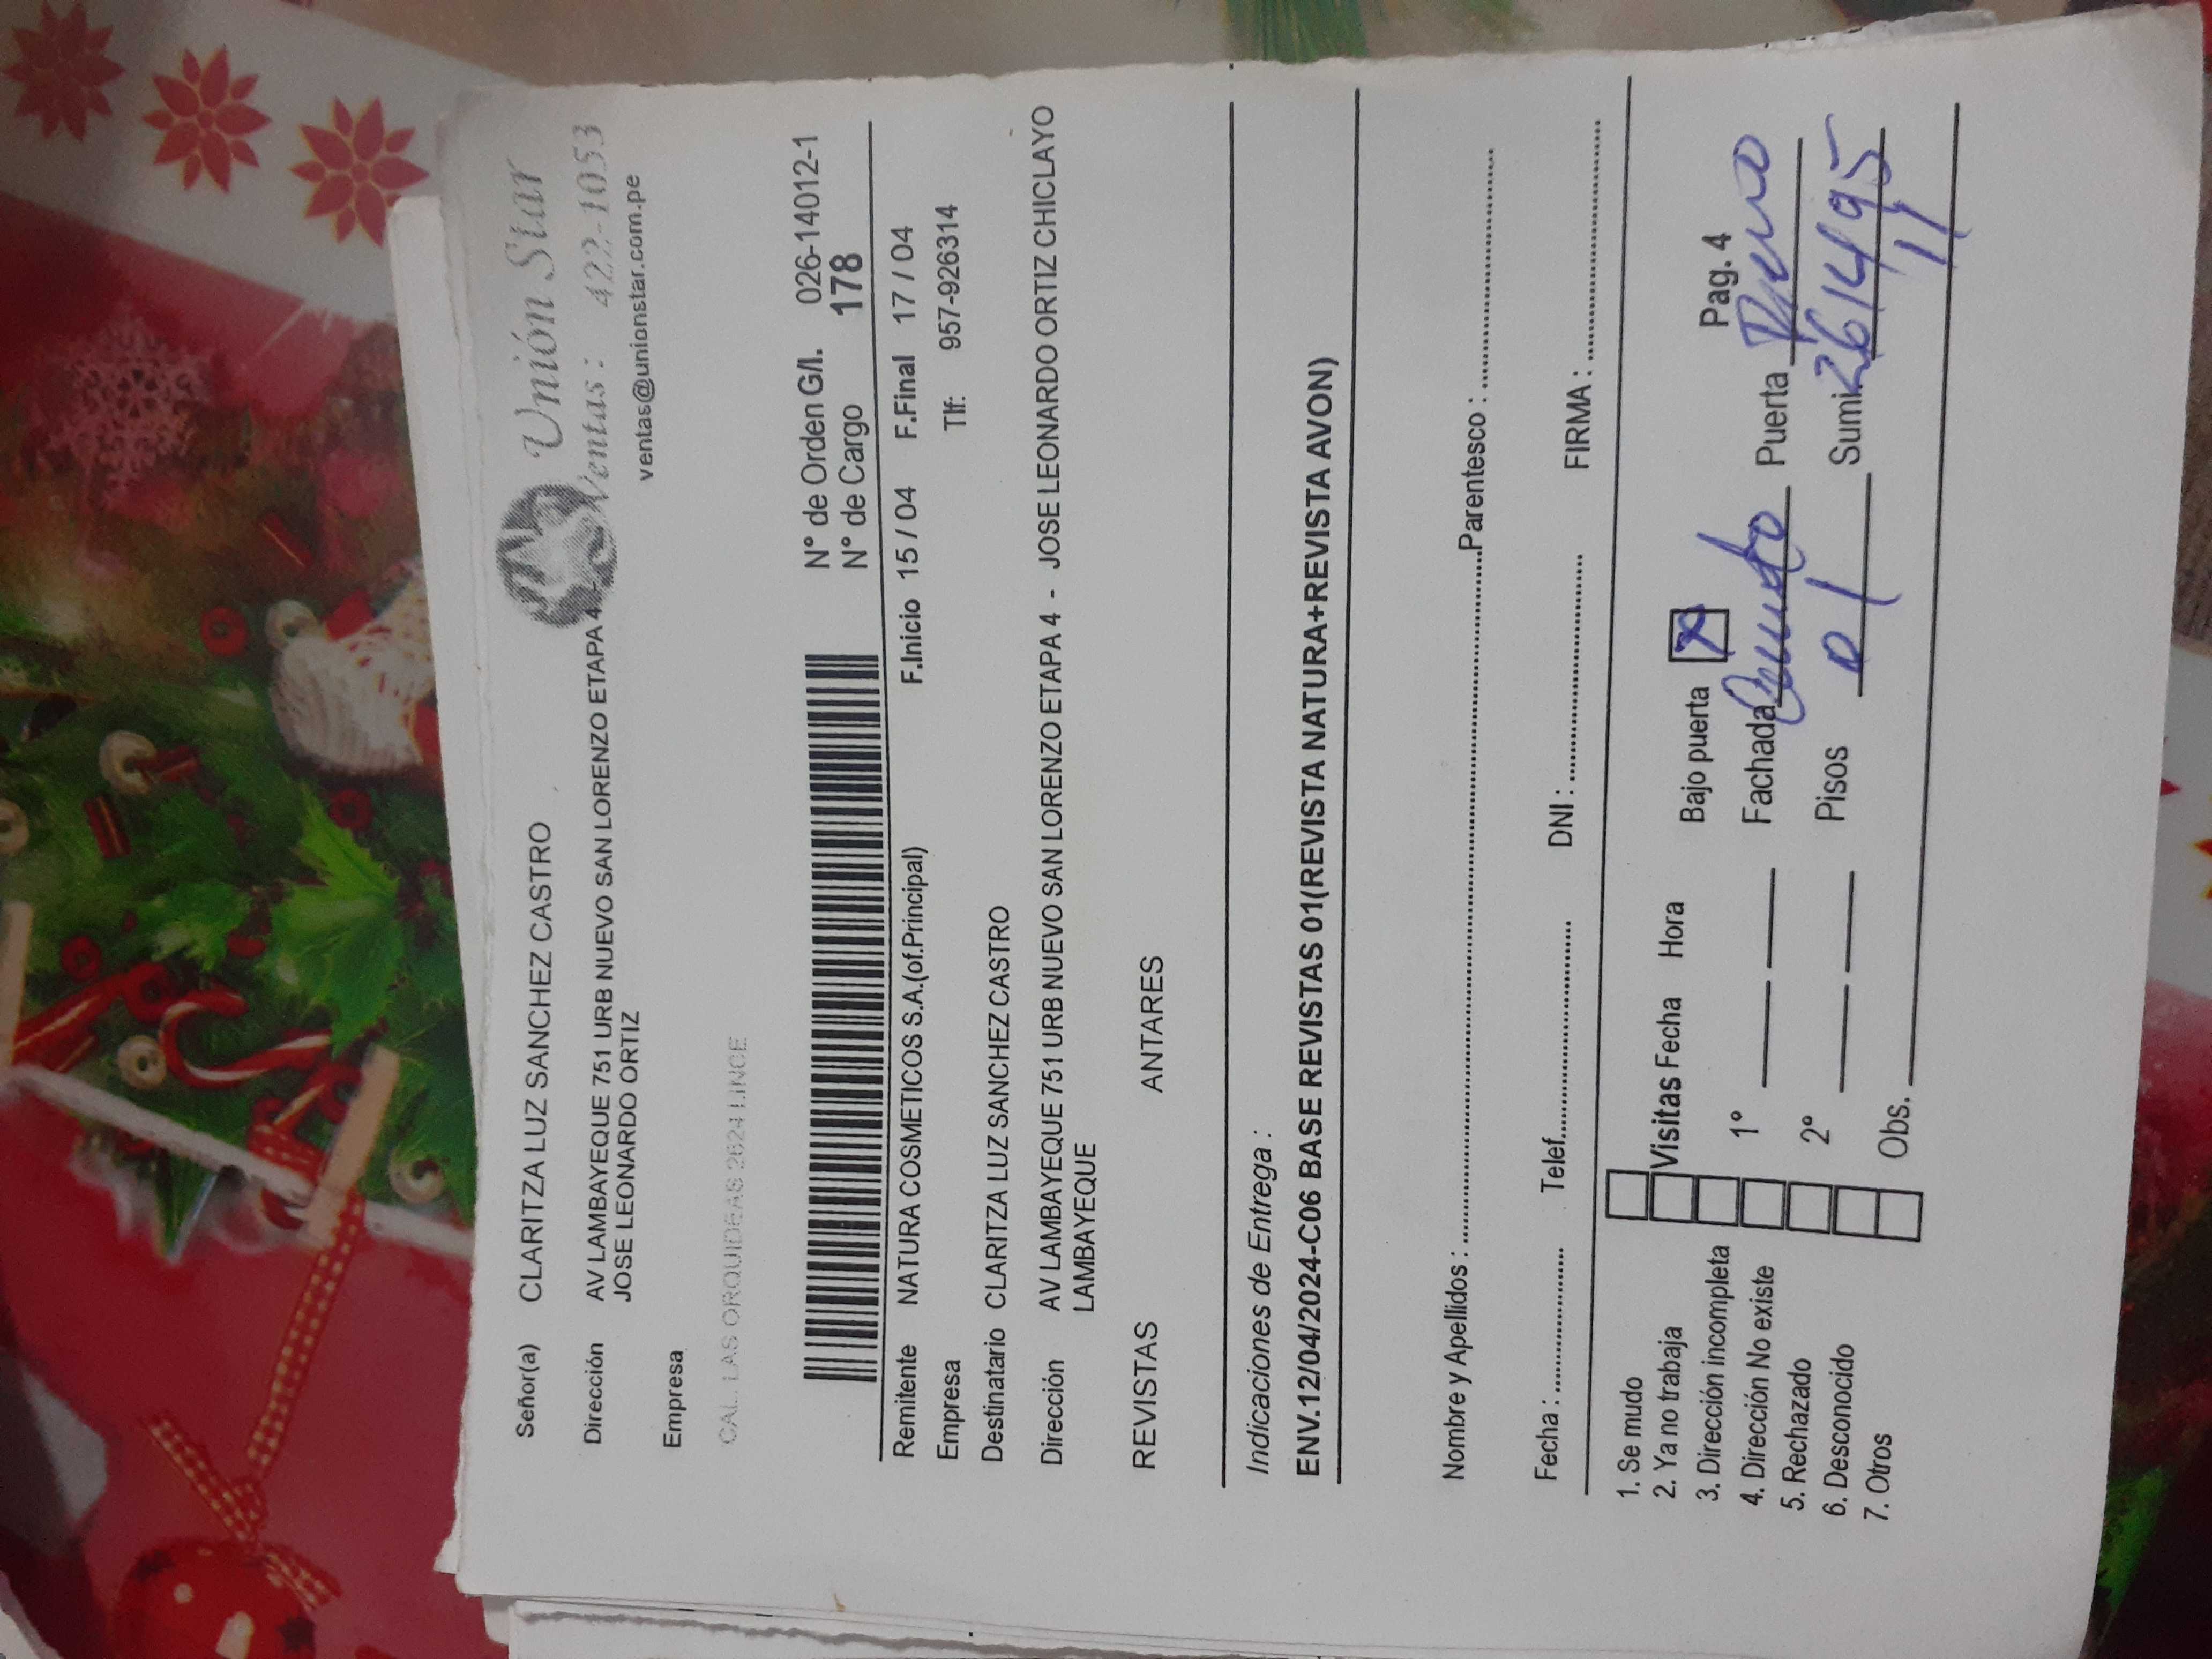 Unión Star
Ventas : 422-1053
ventas@unionstar.com.pe
Señor(a) CLARITZA LUZ SANCHEZ CASTRO
Dirección AV LAMBAYEQUE 751 URB NUEVO SAN LORENZO ETAPA 4 -
JOSE LEONARDO ORTIZ
Empresa
CAL. LAS ORQUIDEAS 2624 LINCE
N° de Orden G/I. 026-14012-1
N° de Cargo 178
Remitente NATURA COSMETICOS S.A.(of.Principal) F.Inicio 15 / 04 F.Final 17 / 04
Empresa Tlf: 957-926314
Destinatario CLARITZA LUZ SANCHEZ CASTRO
Dirección AV LAMBAYEQUE 751 URB NUEVO SAN LORENZO ETAPA 4 - JOSE LEONARDO ORTIZ CHICLAYO
LAMBAYEQUE
REVISTAS ANTARES
Indicaciones de Entrega :
ENV.12/04/2024-C06 BASE REVISTAS 01(REVISTA NATURA+REVISTA AVON)
Nombre y Apellidos : Parentesco :
Fecha : Telef. DNI : FIRMA :
1. Se mudo
2. Ya no trabaja Visitas Fecha Hora Bajo puerta X Pag. 4
3. Dirección incompleta
4. Dirección No existe 1° Fachada Puerta
5. Rechazado
6. Desconocido 2° Pisos 01 Sumi. 2614495
7. Otros Obs. 11